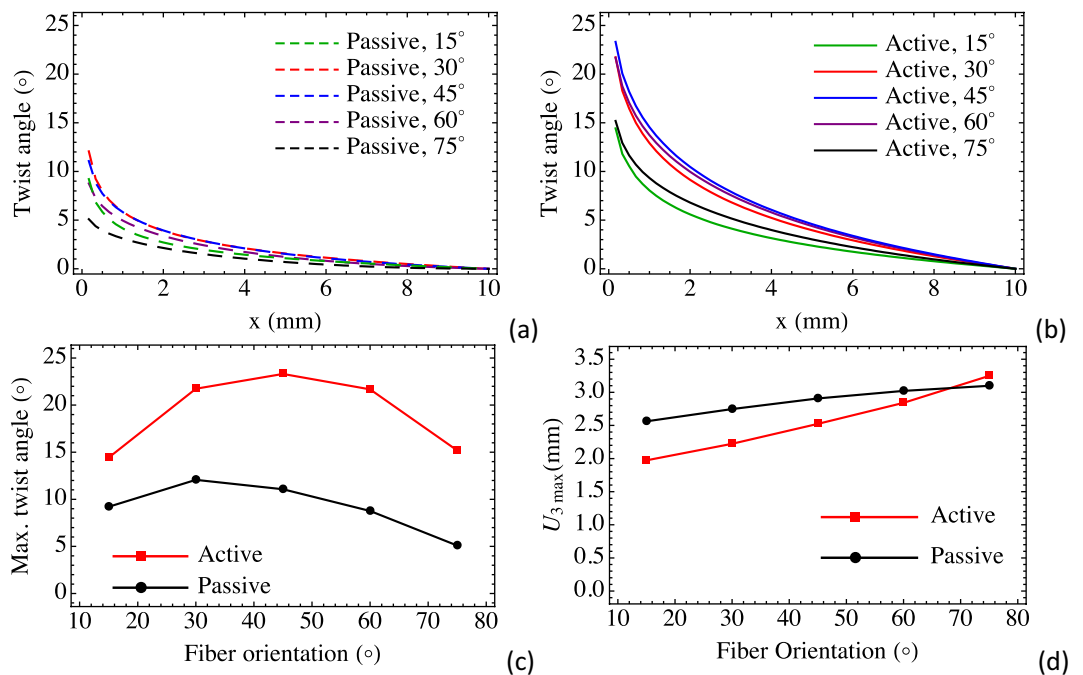 25
20
15
10
5
0
Twist angle (○)
Passive, 15°
Passive, 30°
Passive, 45°
Passive, 60°
Passive, 75°
0 2 4 6 8 10
x (mm)
(a)
25
20
15
10
5
0
Twist angle (○)
Active, 15°
Active, 30°
Active, 45°
Active, 60°
Active, 75°
0 2 4 6 8 10
x (mm)
(b)
25
20
15
10
5
0
Max. twist angle (○)
Active
Passive
10 20 30 40 50 60 70 80
Fiber orientation (○)
(c)
3.5
3.0
2.5
2.0
1.5
1.0
0.5
0.0
U3 max(mm)
Active
Passive
10 20 30 40 50 60 70 80
Fiber Orientation (○)
(d)